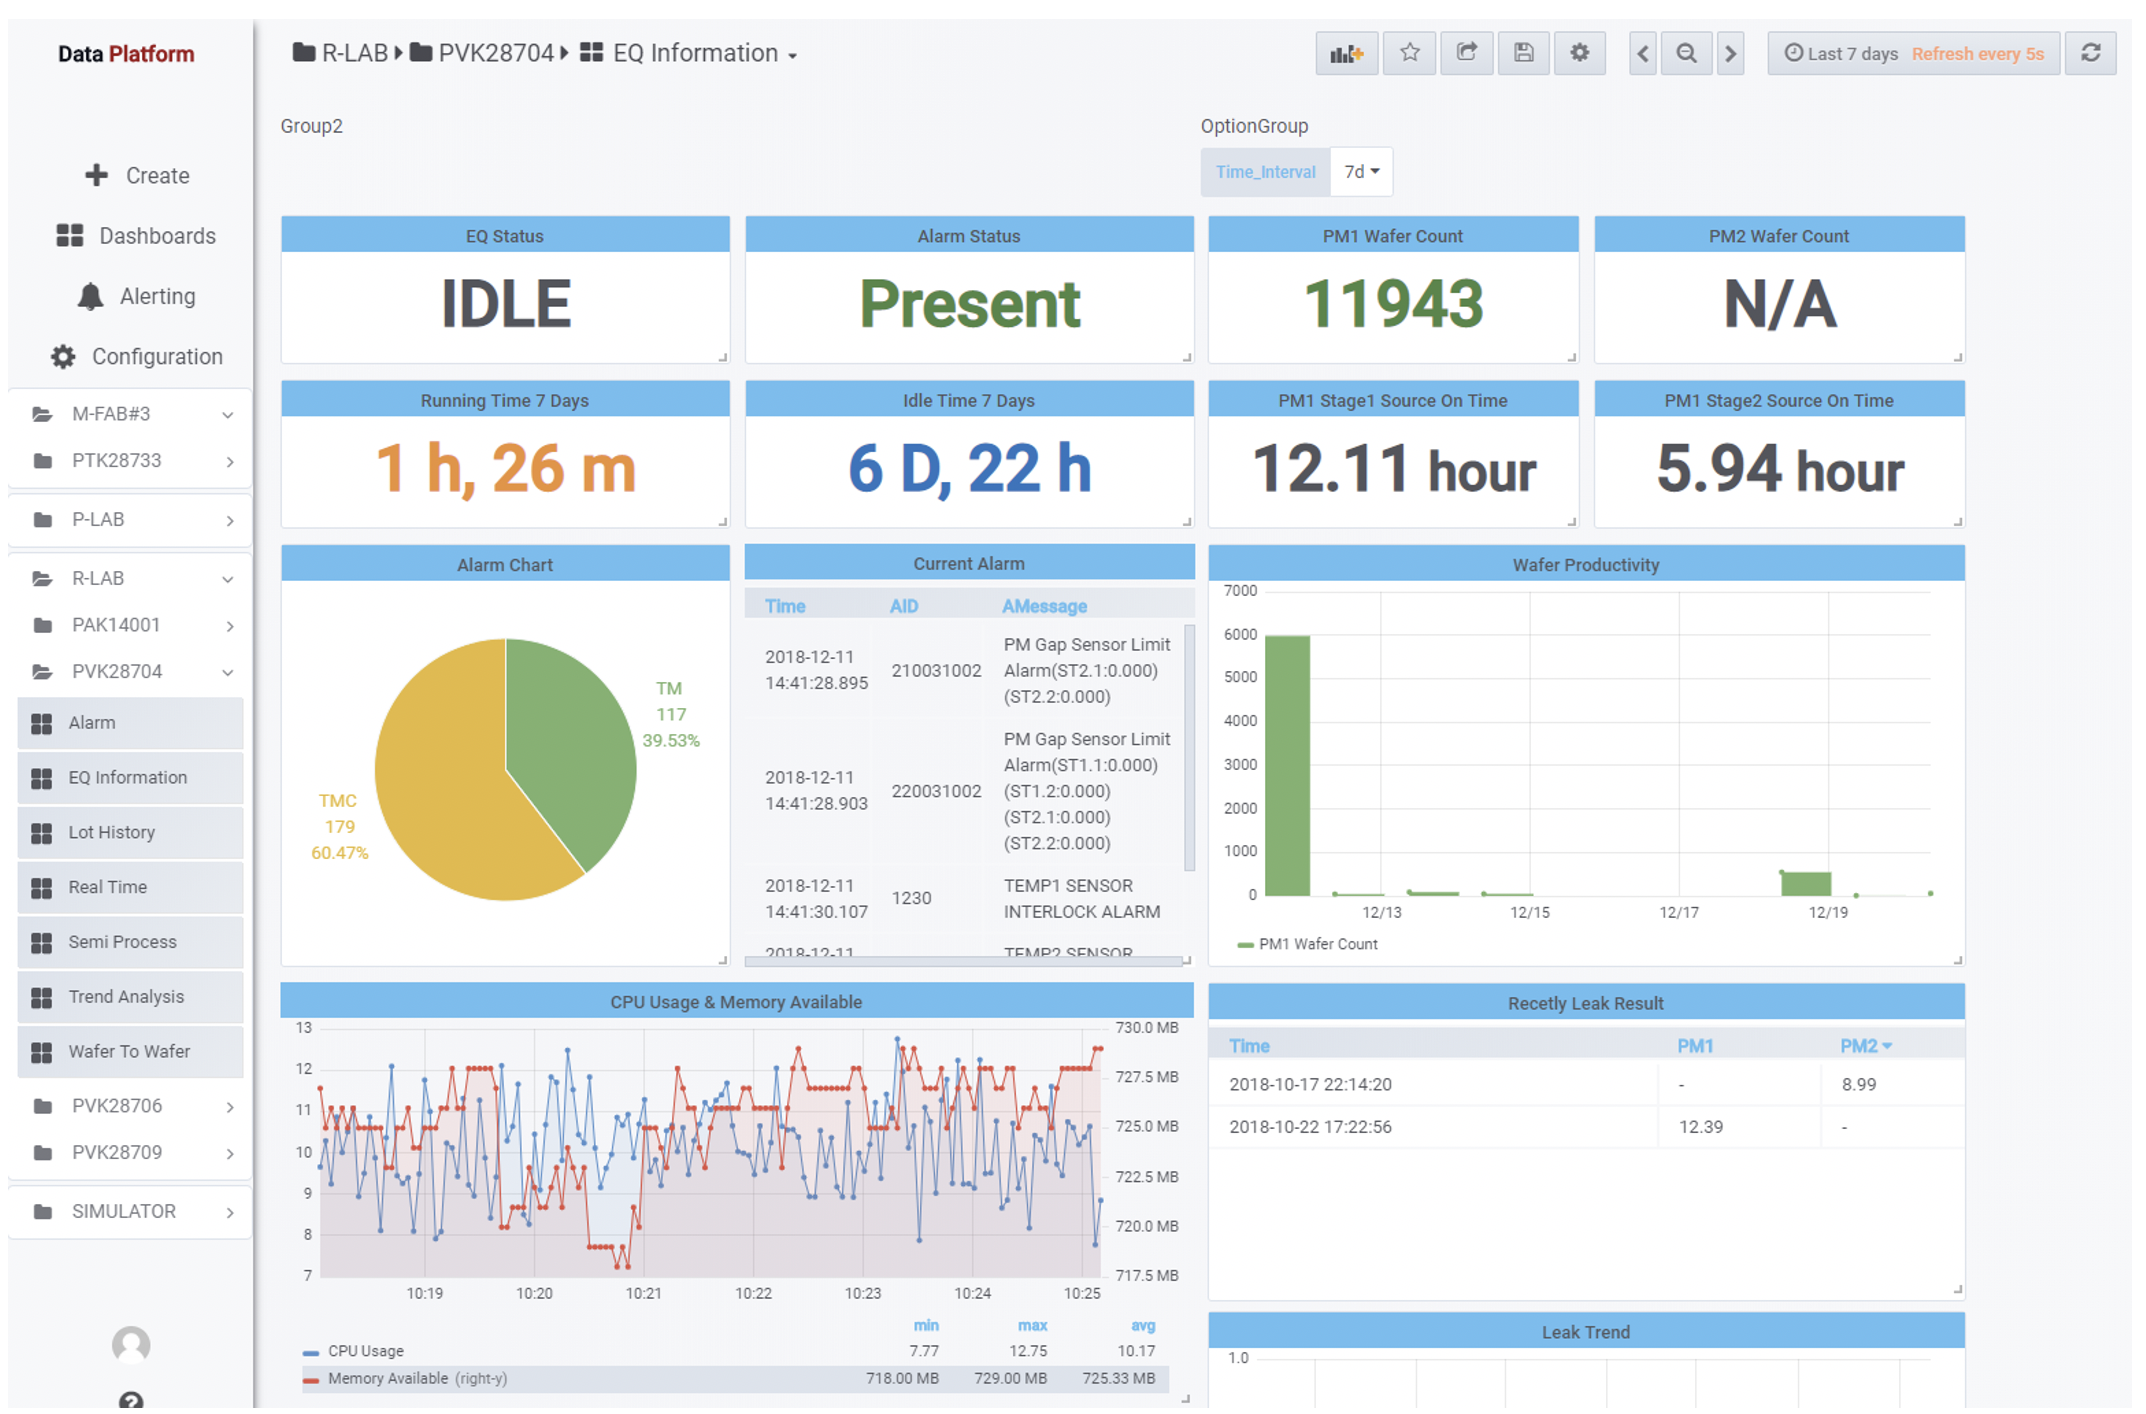 Data Platform
Create
Dashboards
Alerting
Configuration
M-FAB#3
PTK28733
P-LAB
R-LAB
PAK14001
PVK28704
Alarm
EQ Information
Lot History
Real Time
Semi Process
Trend Analysis
Wafer To Wafer
PVK28706
PVK28709
SIMULATOR
?
R-LAB PVK28704 EQ Information
Last 7 days Refresh every 5s
Group2
OptionGroup
Time_Interval 7d
EQ Status
IDLE
Alarm Status
Present
PM1 Wafer Count
11943
PM2 Wafer Count
N/A
Running Time 7 Days
1 h, 26 m
Idle Time 7 Days
6 D, 22 h
PM1 Stage1 Source On Time
12.11 hour
PM1 Stage2 Source On Time
5.94 hour
Alarm Chart
TM
117
39.53%
TMC
179
60.47%
Current Alarm
Time AID AMessage
2018-12-11
14:41:28.895
210031002
PM Gap Sensor Limit
Alarm(ST2.1:0.000)
(ST2.2:0.000)
2018-12-11
14:41:28.903
220031002
PM Gap Sensor Limit
Alarm(ST1.1:0.000)
(ST1.2:0.000)
(ST2.1:0.000)
(ST2.2:0.000)
2018-12-11
14:41:30.107
1230
TEMP1 SENSOR
INTERLOCK ALARM
2018-12-11
TEMP2 SENSOR
Wafer Productivity
7000
6000
5000
4000
3000
2000
1000
0
12/13 12/15 12/17 12/19
PM1 Wafer Count
CPU Usage & Memory Available
13
12
11
10
9
8
7
730.0 MB
727.5 MB
725.0 MB
722.5 MB
720.0 MB
717.5 MB
10:19 10:20 10:21 10:22 10:23 10:24 10:25
min max avg
CPU Usage 7.77 12.75 10.17
Memory Available (right-y) 718.00 MB 729.00 MB 725.33 MB
Recetly Leak Result
Time PM1 PM2
2018-10-17 22:14:20 - 8.99
2018-10-22 17:22:56 12.39 -
Leak Trend
1.0